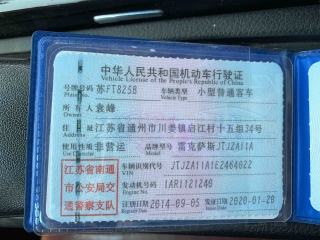 中华人民共和国机动车行驶证
Vehicle License of the People's Republic of China
号牌号码 苏FT8Z5B 车辆类型 小型普通客车
Plate No. Vehicle Type
所有人 袁峰
Owner
住址 江苏省通州市川姜镇启江村十五组34号
Address
使用性质 非营运 品牌型号 雷克萨斯JTJZA11A
Use Character Model
江苏省南通市公安局交通警察支队
车辆识别代号 JTJZA11A1E2464622
VIN
发动机号码 1AR1121240
Engine No.
注册日期 2014-09-05 发证日期 2020-01-20
Register Date Issue Date